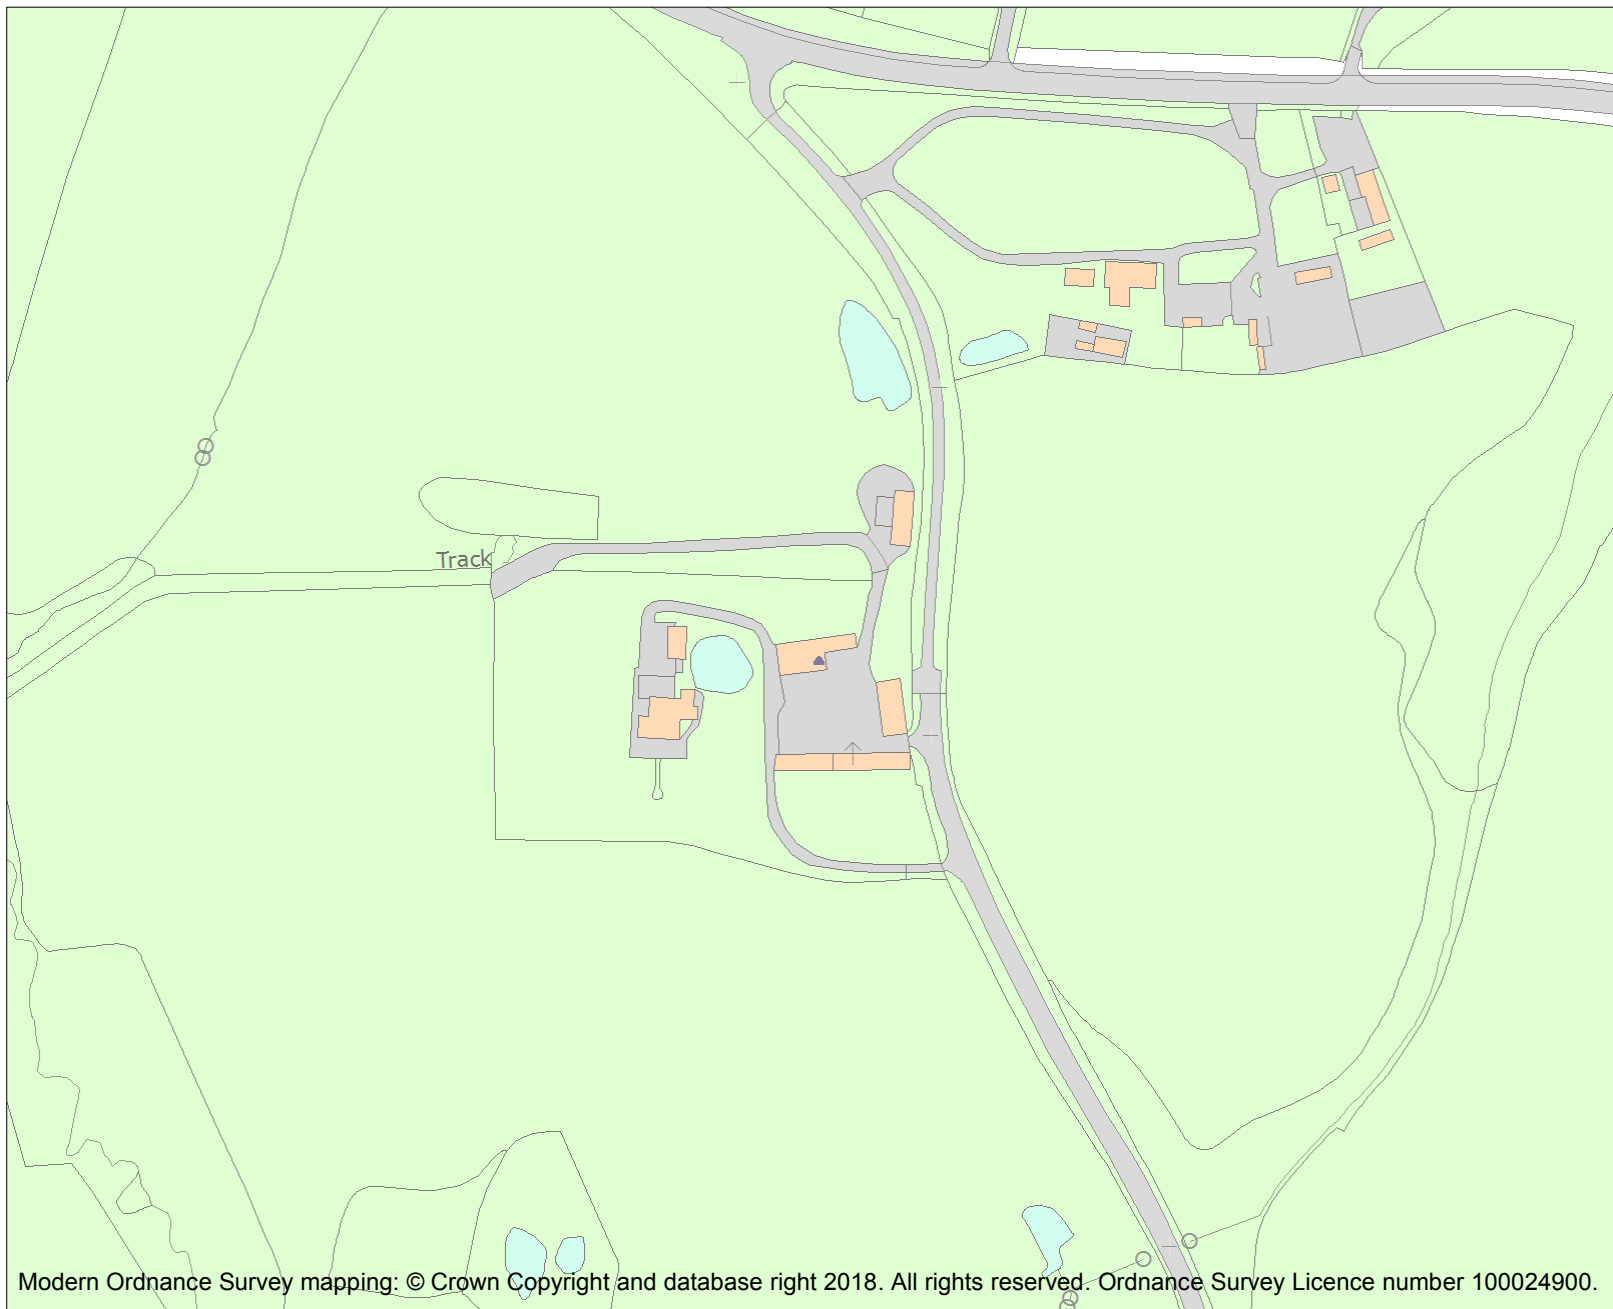 Track
Modern Ordnance Survey mapping: © Crown Copyright and database right 2018. All rights reserved. Ordnance Survey Licence number 100024900.